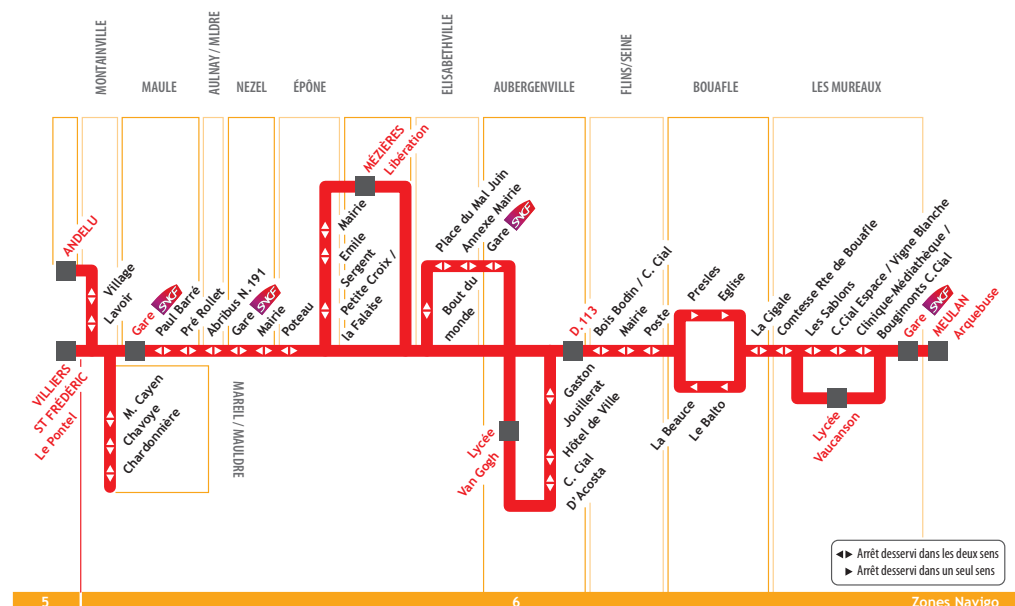 MONTAINVILLE
MAULE
AULNAY / MLDRE
NEZEL
ÉPÔNE
ELISABETHVILLE
AUBERGENVILLE
FLINS/SEINE
BOUAFLE
LES MUREAUX
ANDELU
Village
Lavoir
VILLIERS
ST FRÉDÉRIC
Le Pontel
Gare SNCF
Paul Barré
Pré Rollet
Abribus N. 191
Gare SNCF
Mairie
Poteau
M. Cayen
Chavoye
Chardonnière
MAREIL / MAULDRE
MÉZIÈRES
Libération
Mairie
Emile
Sergent
Petite Croix /
la Falaise
Place du Mal Juin
Annexe Mairie
Gare SNCF
Bout du
monde
Lycée
Van Gogh
D.113
Gaston
Jouillerat
Hôtel de Ville
C. Cial
D'Acosta
Bois Bodin / C. Cial
Mairie
Poste
Presles
Eglise
La Beauce
Le Balto
La Cigale
Comtesse Rte de Bouafle
Les Sablons
C.Cial Espace / Vigne Blanche
Clinique-Médiathèque /
Bougimonts C.Cial
Gare SNCF
MEULAN
Arquebuse
Lycée
Vaucanson
Arrêt desservi dans les deux sens
Arrêt desservi dans un seul sens
5
6
Zones Navigo